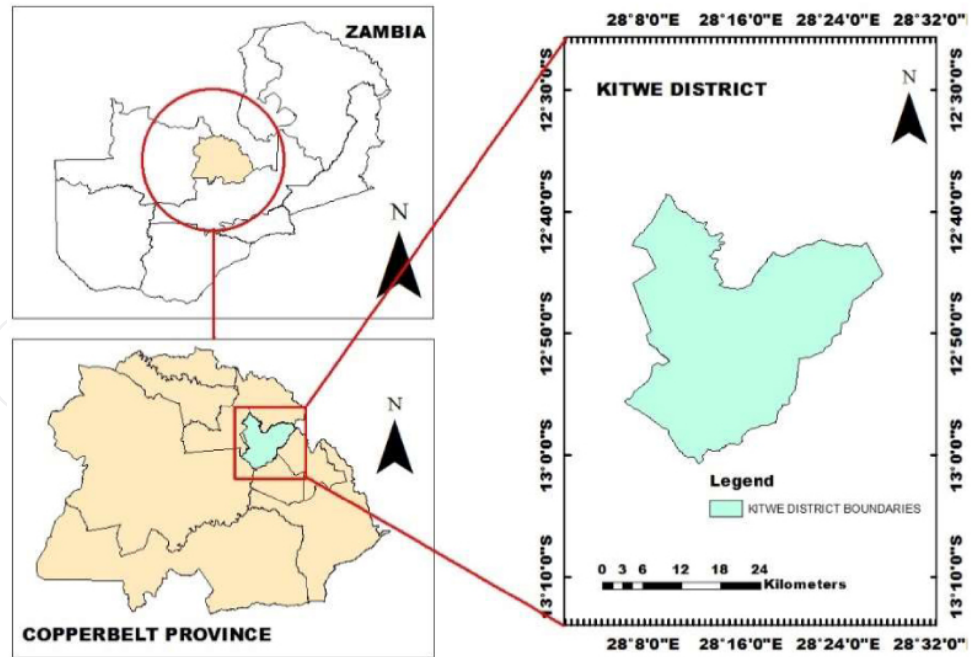 ZAMBIA
N
COPPERBELT PROVINCE
N
28°8'0"E 28°16'0"E 28°24'0"E 28°32'0"E
KITWE DISTRICT
N
12°30'0"S
12°30'0"S
12°40'0"S
12°40'0"S
12°50'0"S
12°50'0"S
13°0'0"S
13°0'0"S
13°10'0"S
13°10'0"S
Legend
KITWE DISTRICT BOUNDARIES
0 3 6 12 18 24
Kilometers
28°8'0"E 28°16'0"E 28°24'0"E 28°32'0"E